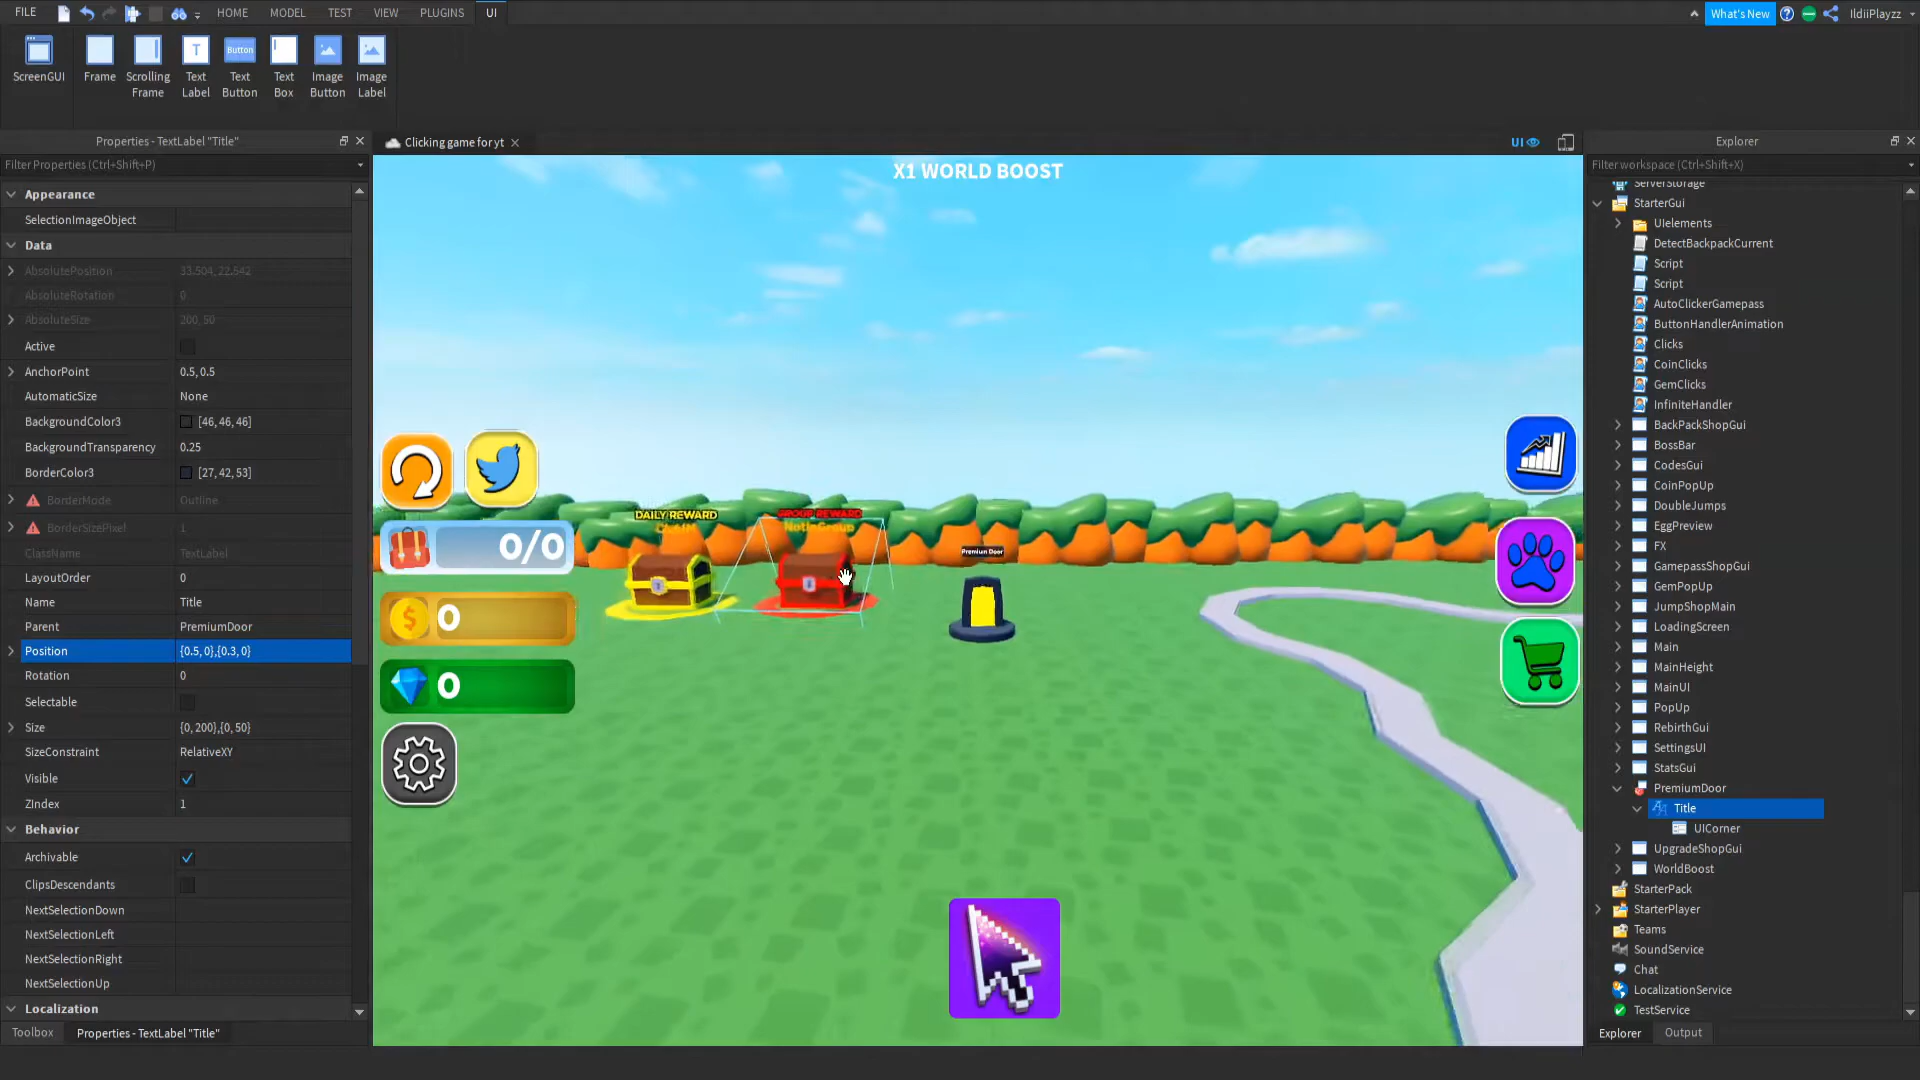 FILE HOME MODEL TEST VIEW PLUGINS UI What's New IldiiPlayzz
ScreenGUI Frame Scrolling Frame Text Label Text Button Text Box Image Button Image Label
Button
Properties - TextLabel "Title"
Filter Properties (Ctrl+Shift+P)
Appearance
SelectionImageObject
Data
AbsolutePosition 33.504, 22.542
AbsoluteRotation 0
AbsoluteSize 200, 50
Active
AnchorPoint 0.5, 0.5
AutomaticSize None
BackgroundColor3 [46, 46, 46]
BackgroundTransparency 0.25
BorderColor3 [27, 42, 53]
BorderMode Outline
BorderSizePixel 1
ClassName TextLabel
LayoutOrder 0
Name Title
Parent PremiumDoor
Position {0.5, 0},{0.3, 0}
Rotation 0
Selectable
Size {0, 200},{0, 50}
SizeConstraint RelativeXY
Visible
ZIndex 1
Behavior
Archivable
ClipsDescendants
NextSelectionDown
NextSelectionLeft
NextSelectionRight
NextSelectionUp
Localization
Toolbox Properties - TextLabel "Title"
Clicking game for yt
UI
X1 WORLD BOOST
0/0
0
0
DAILY REWARD
CLAIM
GROUP REWARD
NotInGroup
Premiun Door
Explorer
Filter workspace (Ctrl+Shift+X)
ServerStorage
StarterGui
UIelements
DetectBackpackCurrent
Script
Script
AutoClickerGamepass
ButtonHandlerAnimation
Clicks
CoinClicks
GemClicks
InfiniteHandler
BackPackShopGui
BossBar
CodesGui
CoinPopUp
DoubleJumps
EggPreview
FX
GamepassShopGui
GemPopUp
JumpShopMain
LoadingScreen
Main
MainHeight
MainUI
PopUp
RebirthGui
SettingsUI
StatsGui
PremiumDoor
Title
UICorner
UpgradeShopGui
WorldBoost
StarterPack
StarterPlayer
Teams
SoundService
Chat
LocalizationService
TestService
Explorer Output